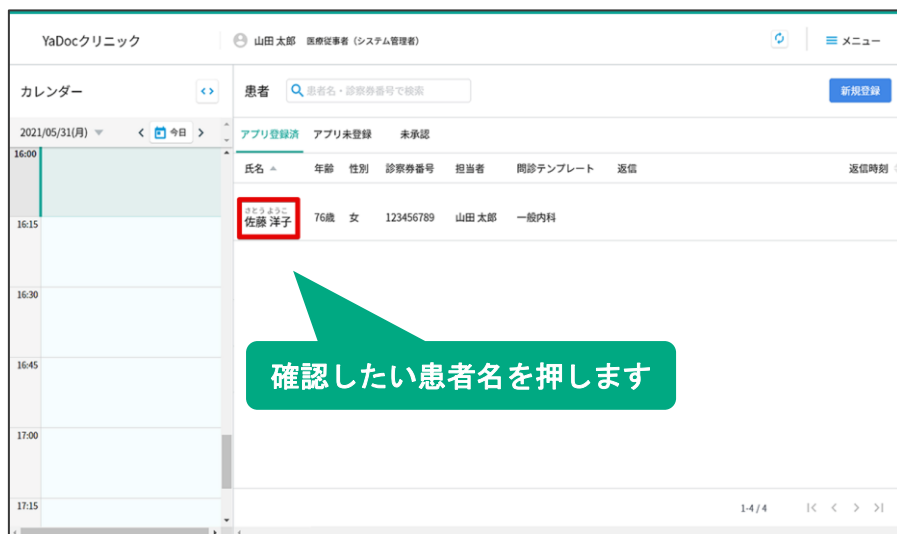 YaDocクリニック
山田 太郎 医療従事者（システム管理者）
メニュー
カレンダー
患者
患者名・診察券番号で検索
新規登録
2021/05/31(月)
今日
アプリ登録済 アプリ未登録 未承認
氏名 年齢 性別 診察券番号 担当者 問診テンプレート 返信 返信時刻
16:00
さとう ようこ
佐藤 洋子 76歳 女 123456789 山田 太郎 一般内科
16:15
16:30
16:45
確認したい患者名を押します
17:00
17:15
1-4 / 4